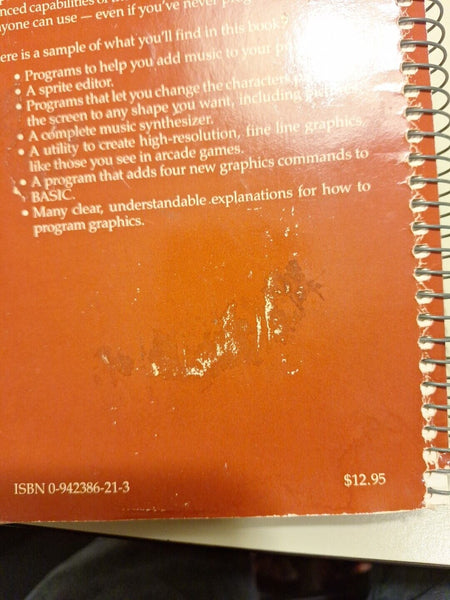 nced capabilities of
yone can use — even if you've never
ere is a sample of what you'll find in this book:
• Programs to help you add music to your
• A sprite editor.
• Programs that let you change the characters
the screen to any shape you want, including
• A complete music synthesizer.
• A utility to create high-resolution, fine line graphics,
like those you see in arcade games.
• A program that adds four new graphics commands to
BASIC.
• Many clear, understandable explanations for how to
program graphics.
ISBN 0-942386-21-3
$12.95